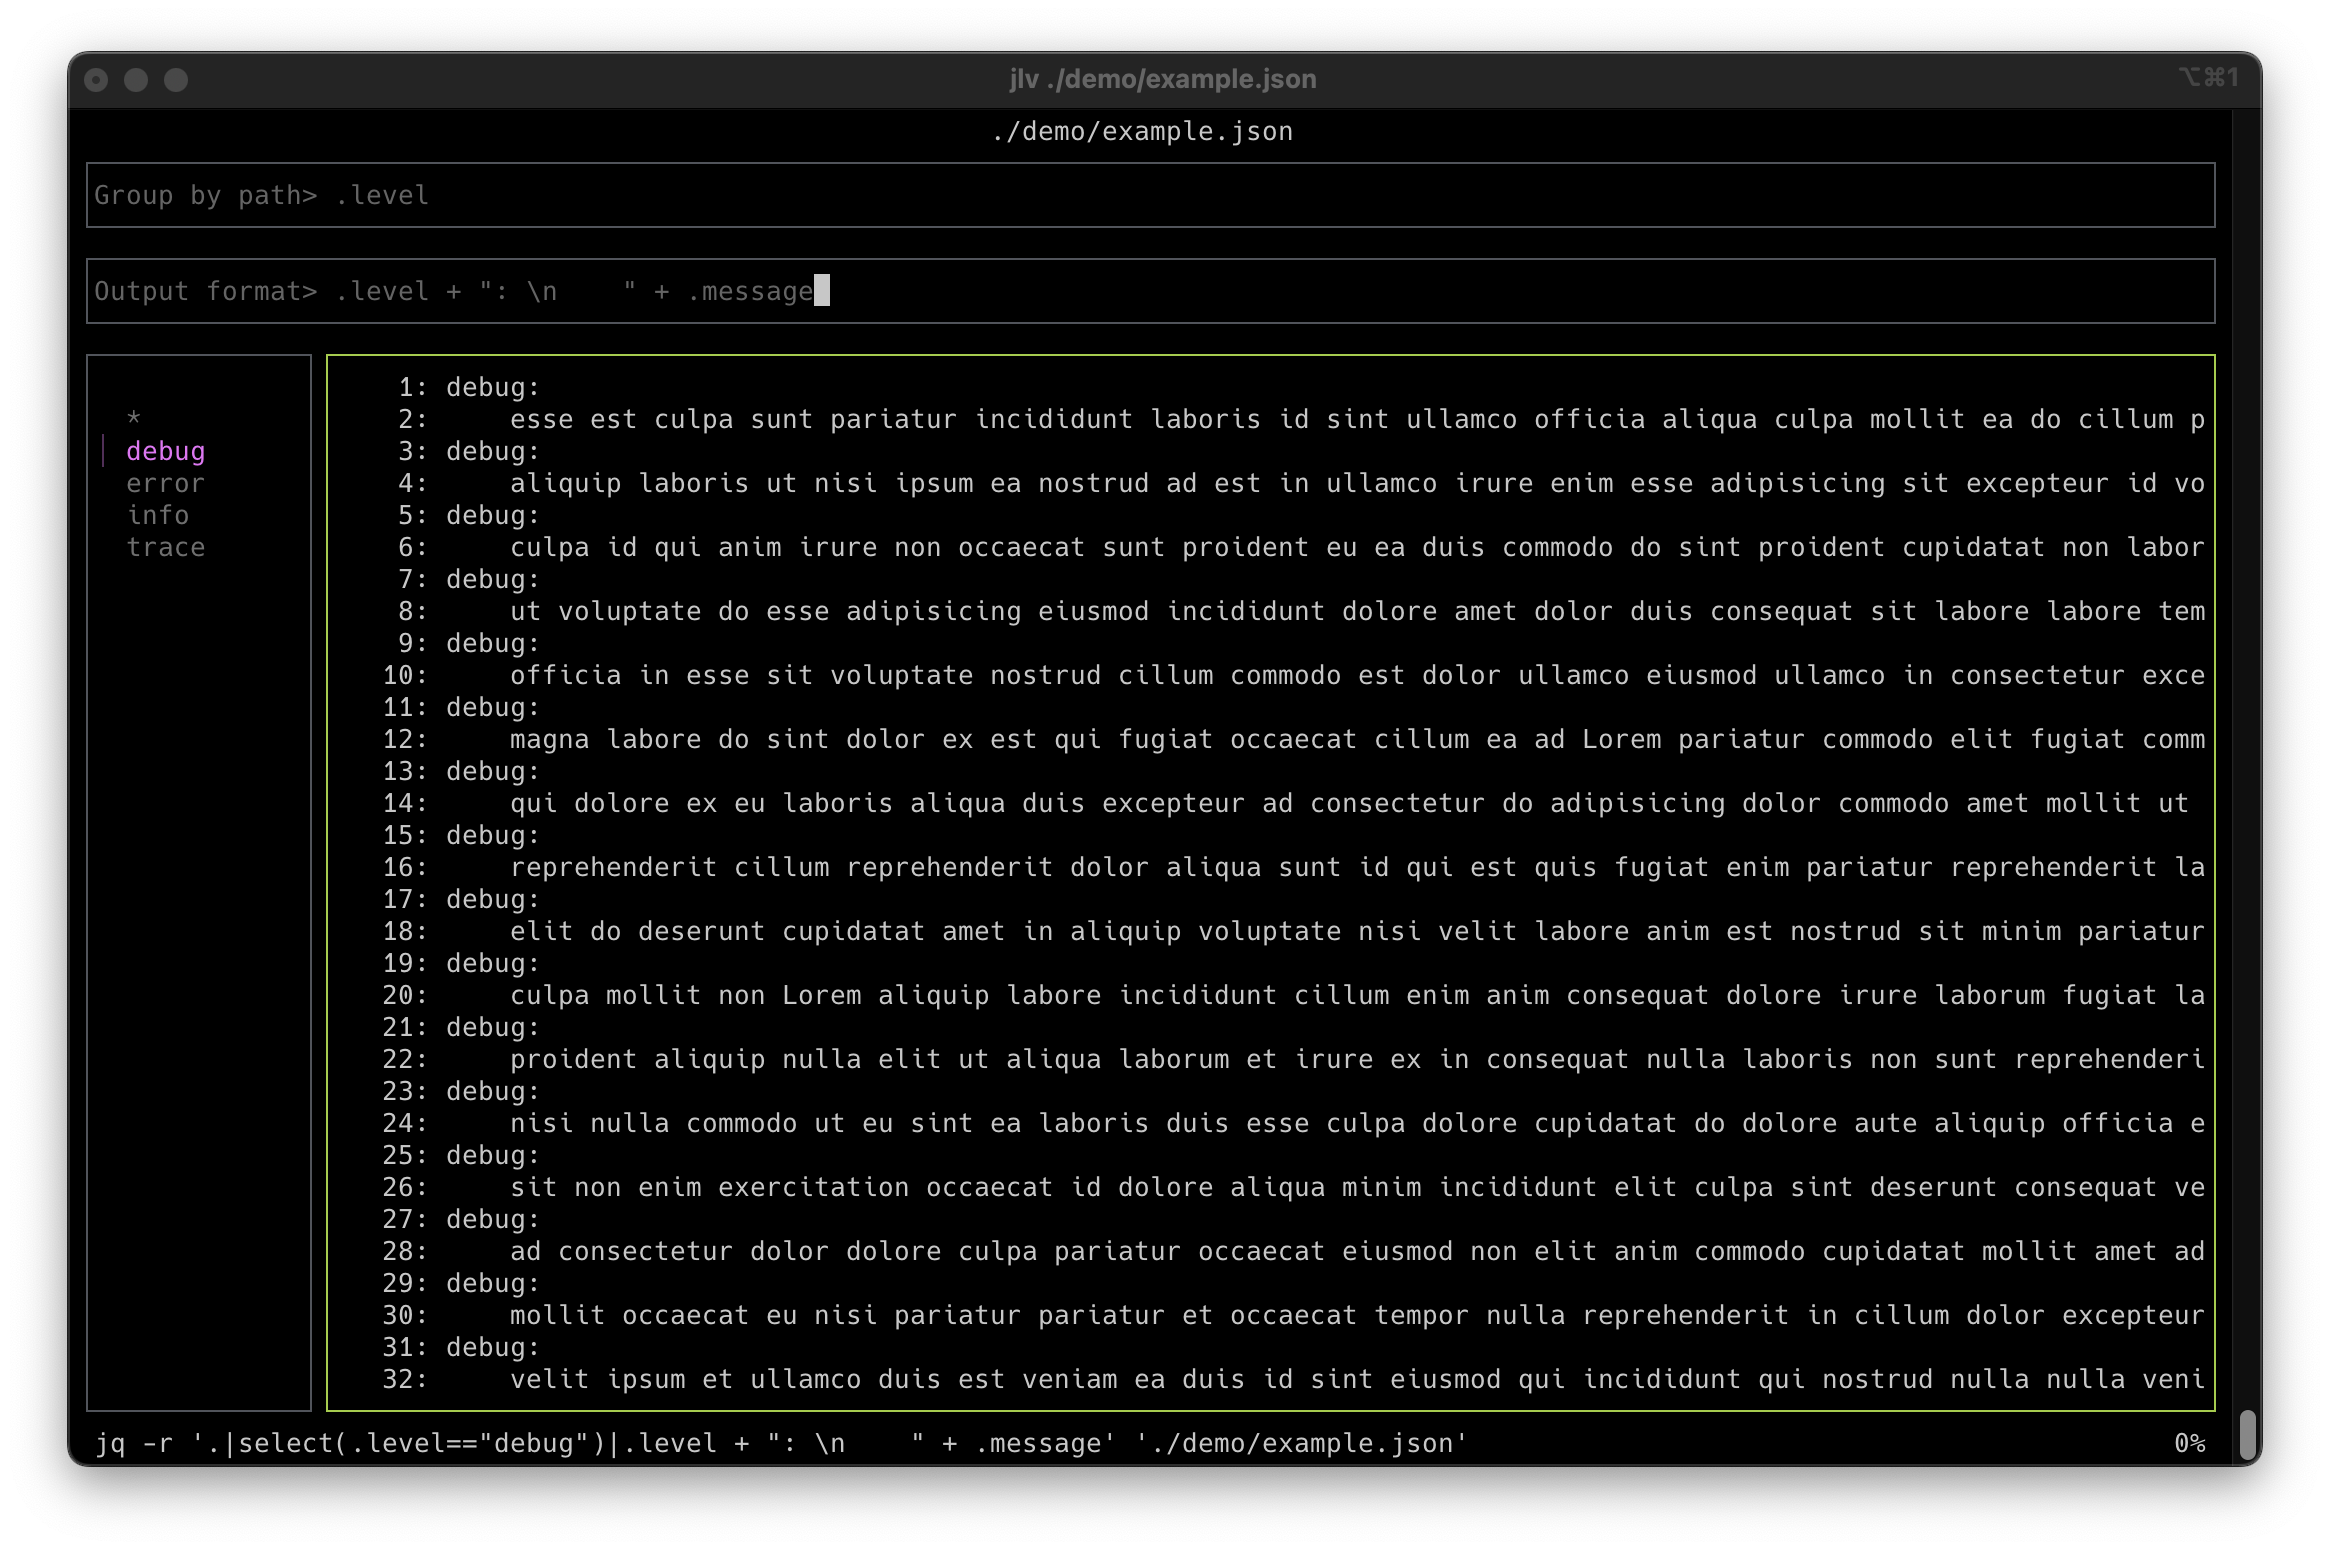 jlv ./demo/example.json
⌥⌘1
./demo/example.json
Group by path> .level
Output format> .level + ": \n    " + .message
*
debug
error
info
trace
1: debug:
2:     esse est culpa sunt pariatur incididunt laboris id sint ullamco officia aliqua culpa mollit ea do cillum p
3: debug:
4:     aliquip laboris ut nisi ipsum ea nostrud ad est in ullamco irure enim esse adipisicing sit excepteur id vo
5: debug:
6:     culpa id qui anim irure non occaecat sunt proident eu ea duis commodo do sint proident cupidatat non labor
7: debug:
8:     ut voluptate do esse adipisicing eiusmod incididunt dolore amet dolor duis consequat sit labore labore tem
9: debug:
10:     officia in esse sit voluptate nostrud cillum commodo est dolor ullamco eiusmod ullamco in consectetur exce
11: debug:
12:     magna labore do sint dolor ex est qui fugiat occaecat cillum ea ad Lorem pariatur commodo elit fugiat comm
13: debug:
14:     qui dolore ex eu laboris aliqua duis excepteur ad consectetur do adipisicing dolor commodo amet mollit ut
15: debug:
16:     reprehenderit cillum reprehenderit dolor aliqua sunt id qui est quis fugiat enim pariatur reprehenderit la
17: debug:
18:     elit do deserunt cupidatat amet in aliquip voluptate nisi velit labore anim est nostrud sit minim pariatur
19: debug:
20:     culpa mollit non Lorem aliquip labore incididunt cillum enim anim consequat dolore irure laborum fugiat la
21: debug:
22:     proident aliquip nulla elit ut aliqua laborum et irure ex in consequat nulla laboris non sunt reprehenderi
23: debug:
24:     nisi nulla commodo ut eu sint ea laboris duis esse culpa dolore cupidatat do dolore aute aliquip officia e
25: debug:
26:     sit non enim exercitation occaecat id dolore aliqua minim incididunt elit culpa sint deserunt consequat ve
27: debug:
28:     ad consectetur dolor dolore culpa pariatur occaecat eiusmod non elit anim commodo cupidatat mollit amet ad
29: debug:
30:     mollit occaecat eu nisi pariatur pariatur et occaecat tempor nulla reprehenderit in cillum dolor excepteur
31: debug:
32:     velit ipsum et ullamco duis est veniam ea duis id sint eiusmod qui incididunt qui nostrud nulla nulla veni
jq -r '.|select(.level=="debug")|.level + ": \n    " + .message' './demo/example.json'
0%